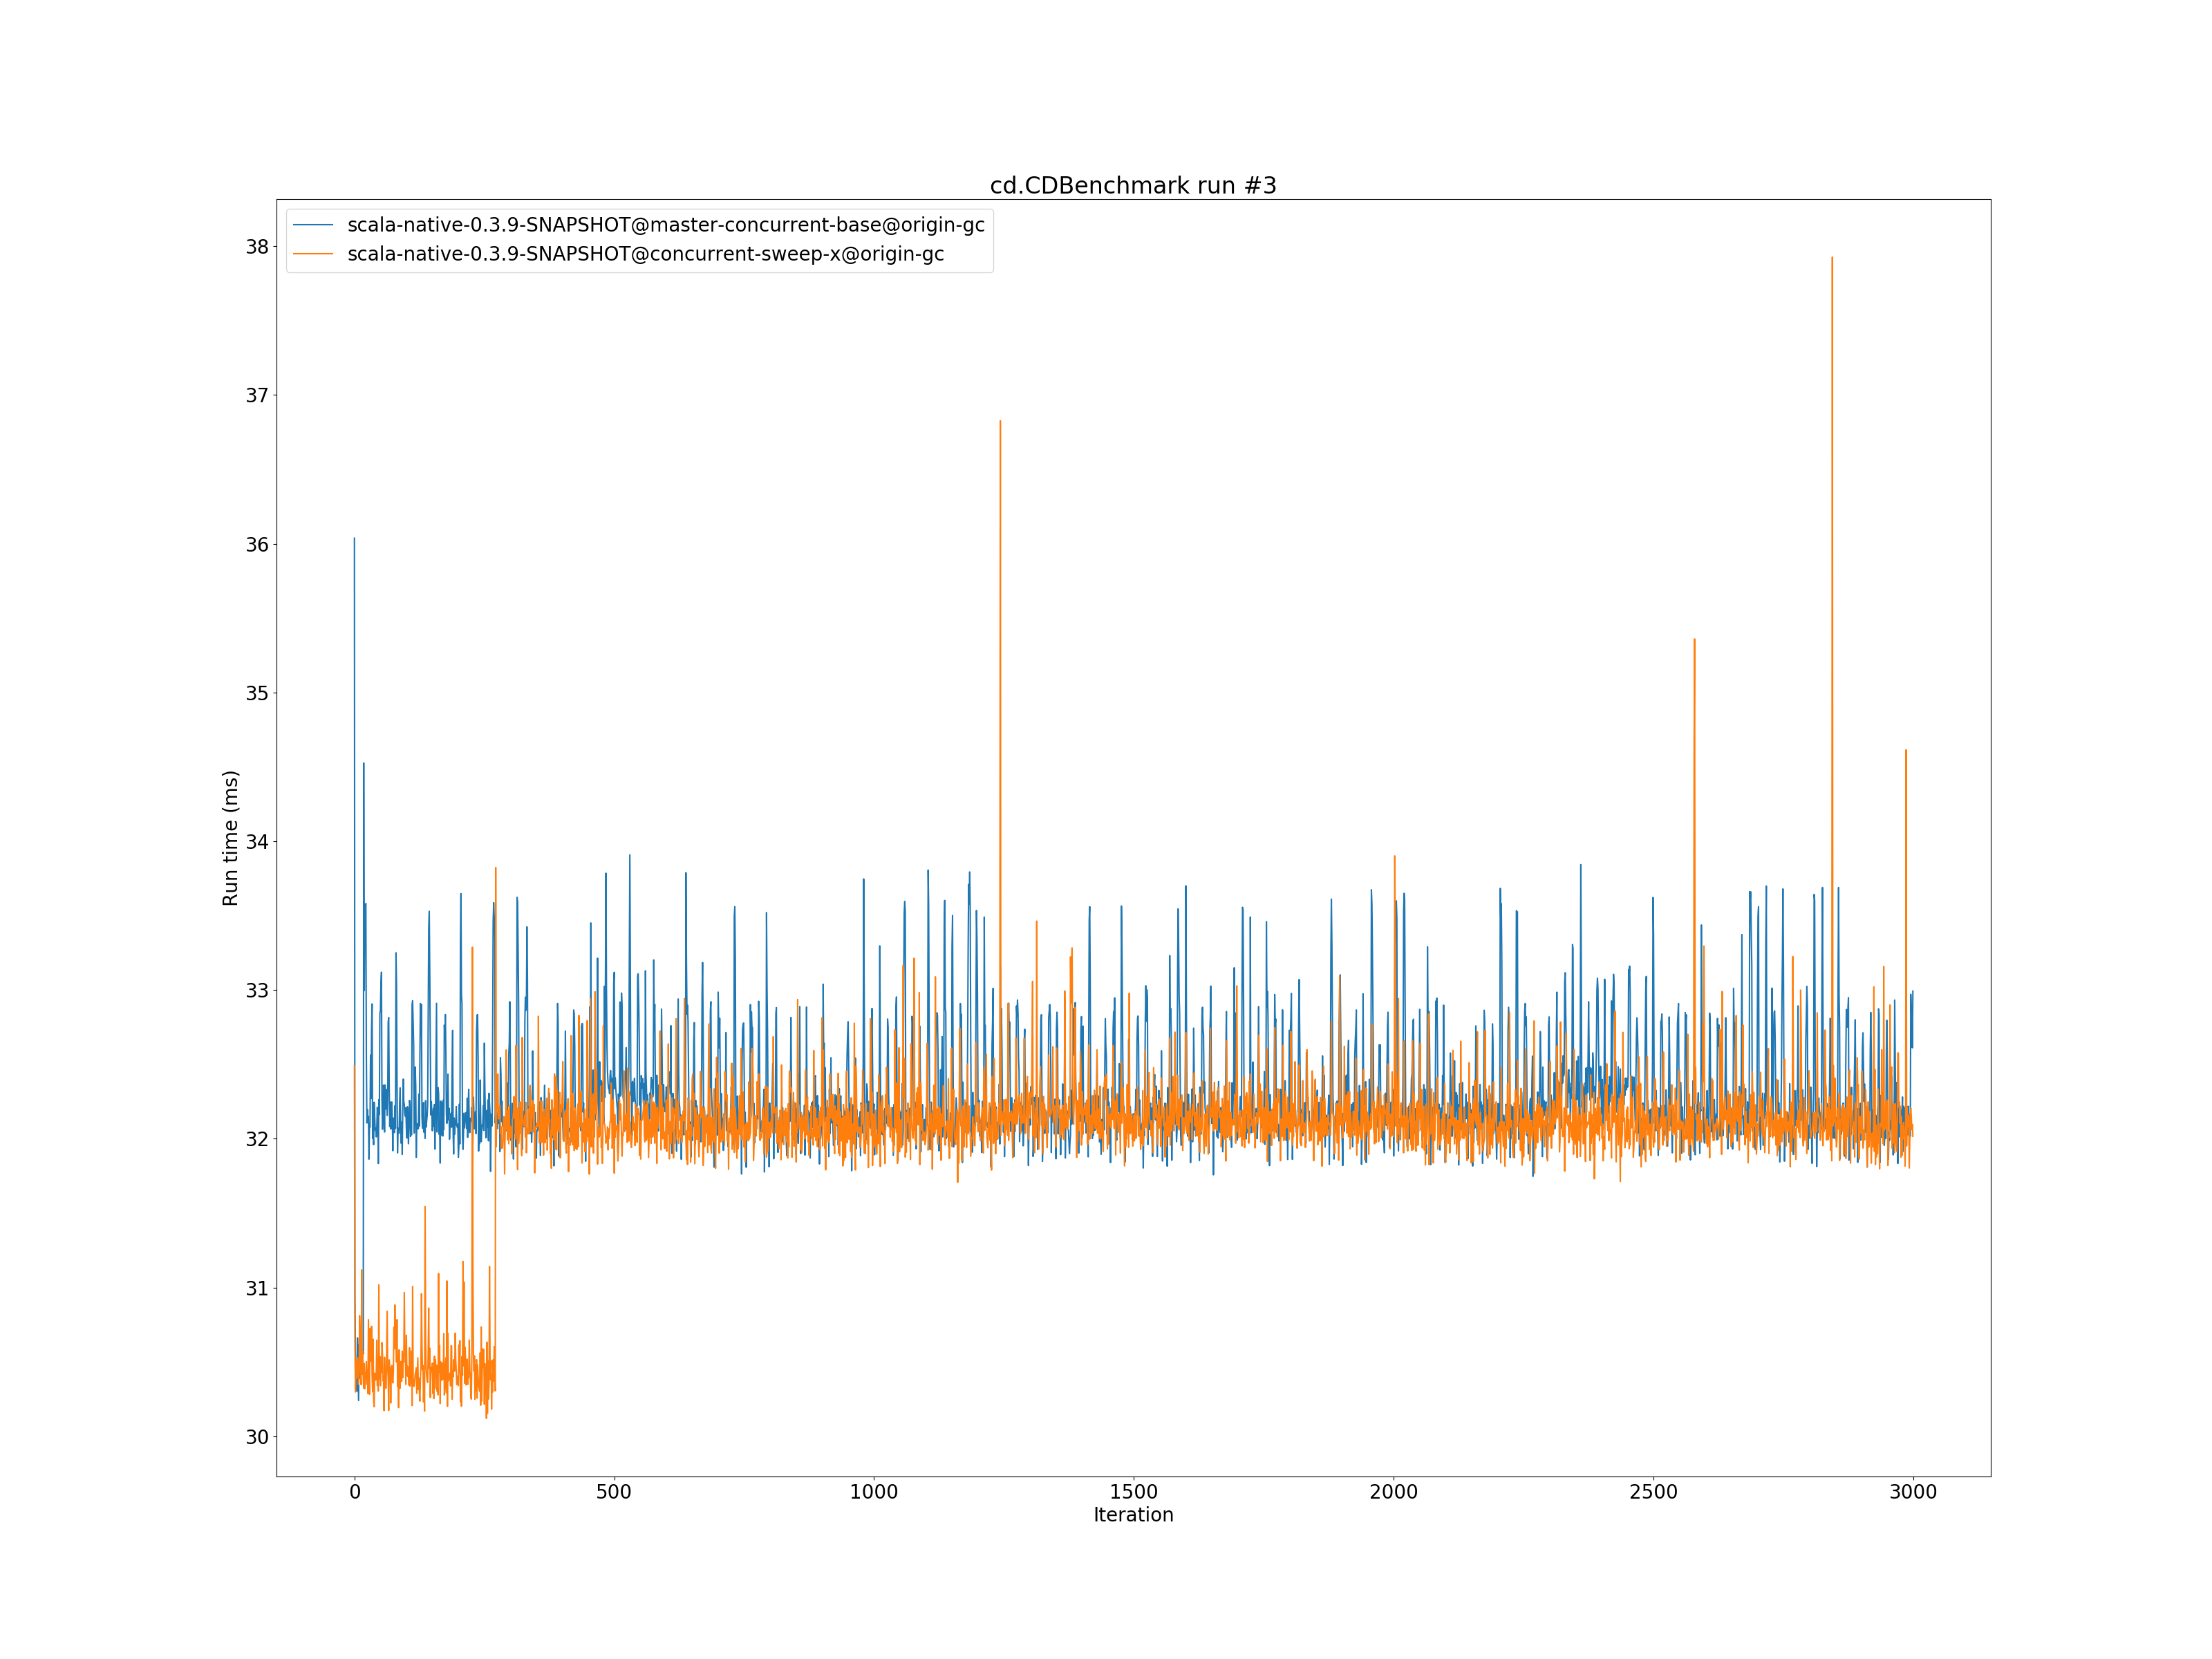 cd.CDBenchmark run #3
scala-native-0.3.9-SNAPSHOT@master-concurrent-base@origin-gc
scala-native-0.3.9-SNAPSHOT@concurrent-sweep-x@origin-gc
38
37
36
35
34
33
32
31
30
Run time (ms)
0 500 1000 1500 2000 2500 3000
Iteration